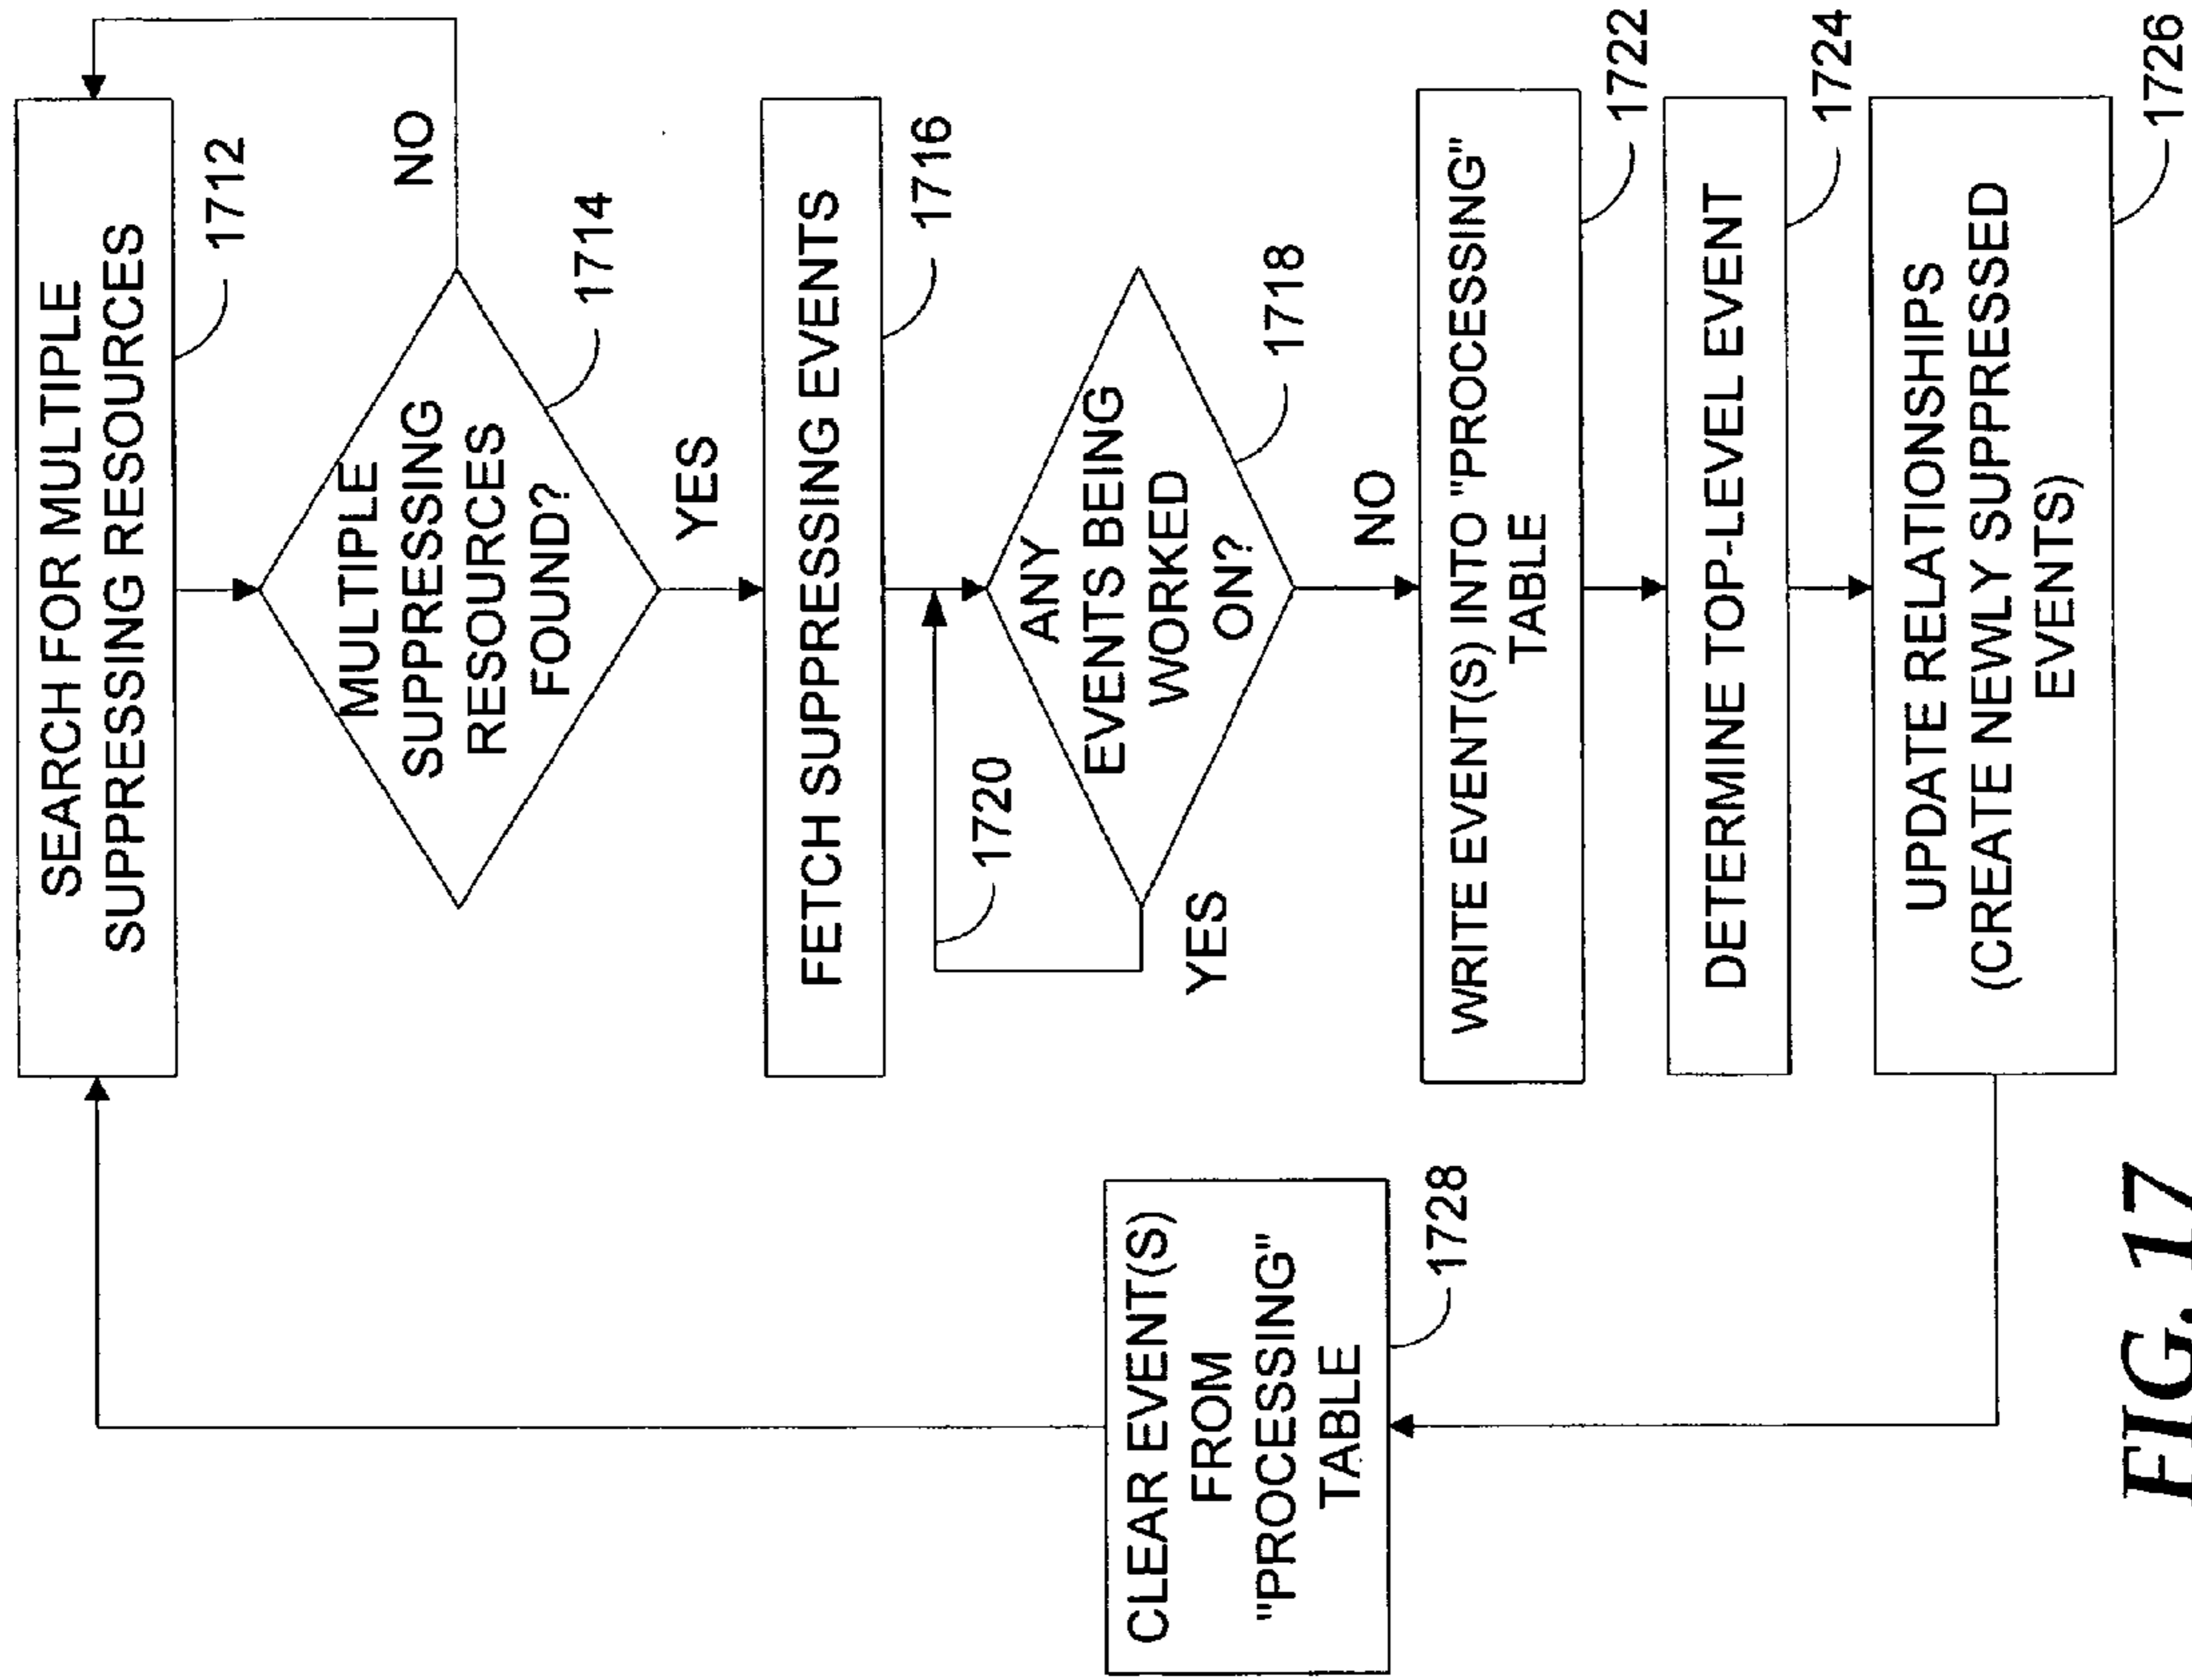 SEARCH FOR MULTIPLE
SUPPRESSING RESOURCES
1712
NO
MULTIPLE
SUPPRESSING
RESOURCES
FOUND?
1714
YES
FETCH SUPPRESSING EVENTS
1716
1720
ANY
EVENTS BEING
WORKED
ON?
1718
YES
NO
WRITE EVENT(S) INTO "PROCESSING"
TABLE
1722
DETERMINE TOP-LEVEL EVENT
1724
UPDATE RELATIONSHIPS
(CREATE NEWLY SUPPRESSED
EVENTS)
1726
CLEAR EVENT(S)
FROM
"PROCESSING"
TABLE
1728
FIG. 17